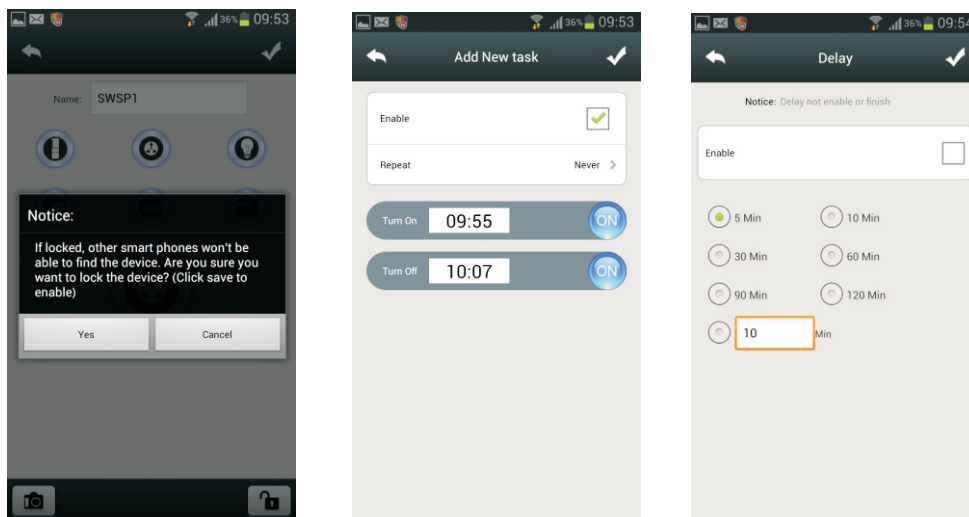 36% 09:53
Name: SWSP1
Notice:
If locked, other smart phones won't be
able to find the device. Are you sure you
want to lock the device? (Click save to
enable)
Yes Cancel
36% 09:53
Add New task
Enable
Repeat Never >
Turn On 09:55 ON
Turn Off 10:07 ON
36% 09:54
Delay
Notice: Delay not enable or finish
Enable
5 Min 10 Min
30 Min 60 Min
90 Min 120 Min
10 Min